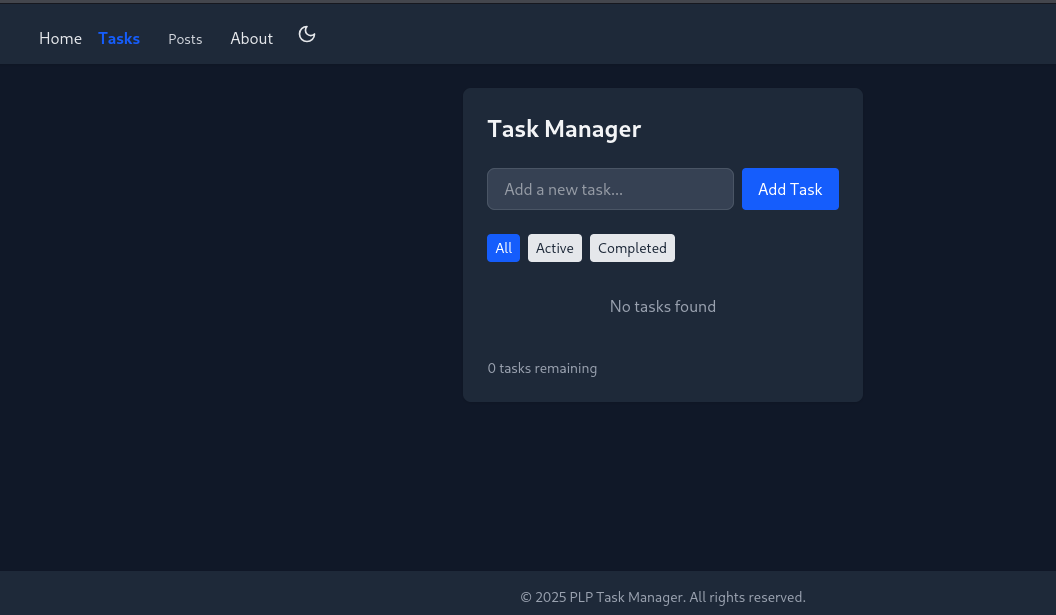 Home Tasks Posts About
Task Manager
Add a new task... Add Task
All Active Completed
No tasks found
0 tasks remaining
© 2025 PLP Task Manager. All rights reserved.